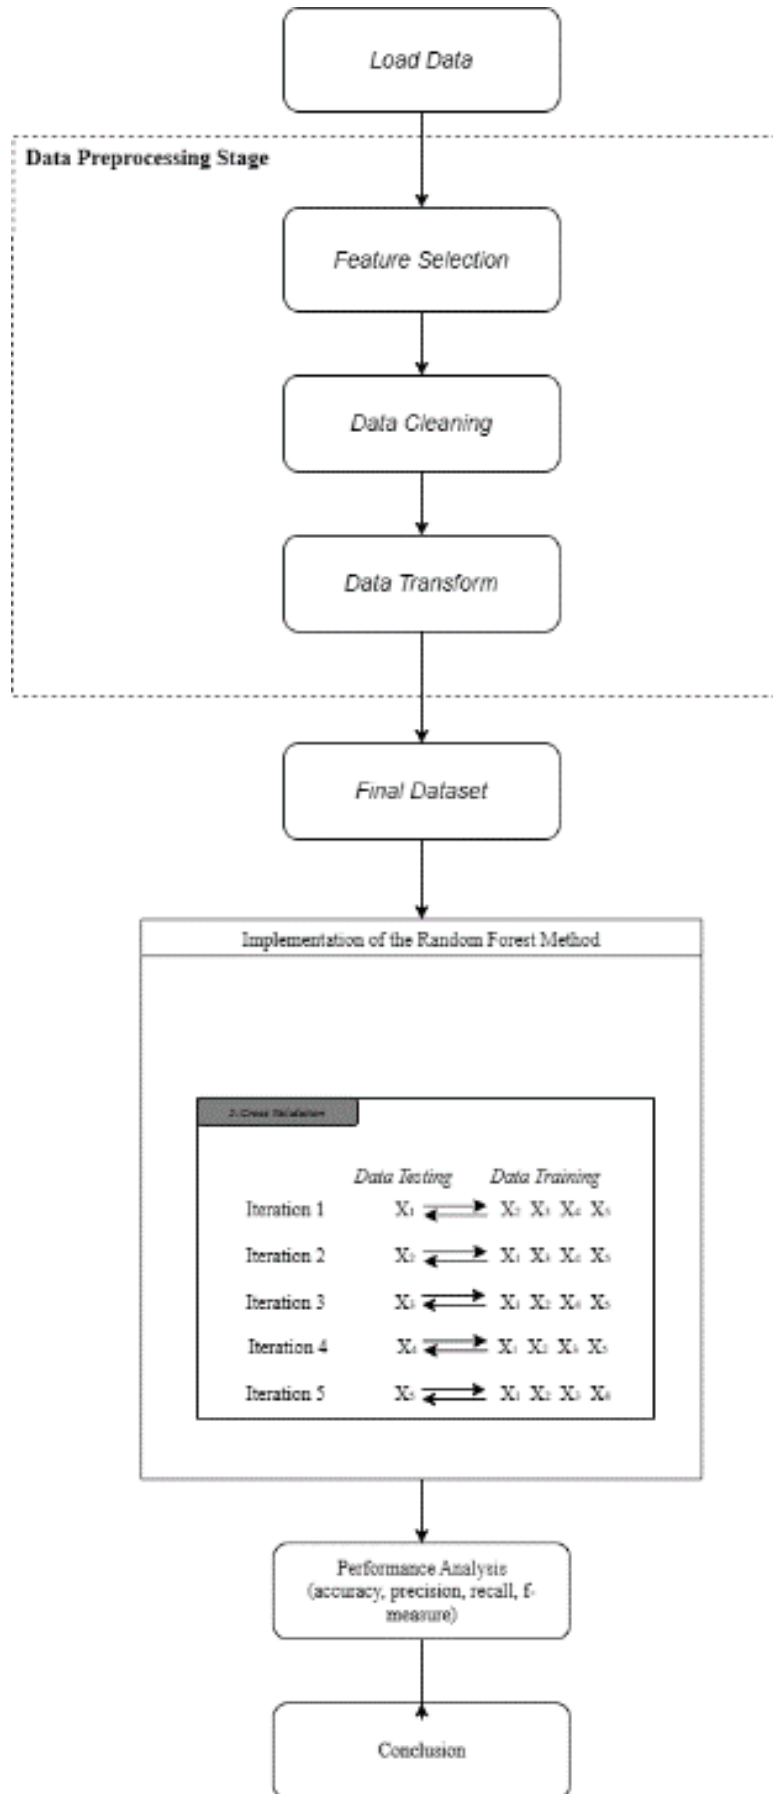 Load Data
Data Preprocessing Stage
Feature Selection
Data Cleaning
Data Transform
Final Dataset
Implementation of the Random Forest Method
Data Testing Data Training
Iteration 1 X₁ X₂ X₃ X₄ X₅
Iteration 2 X₂ X₁ X₃ X₄ X₅
Iteration 3 X₃ X₁ X₂ X₄ X₅
Iteration 4 X₄ X₁ X₂ X₃ X₅
Iteration 5 X₅ X₁ X₂ X₃ X₄
Performance Analysis
(accuracy, precision, recall, f-
measure)
Conclusion